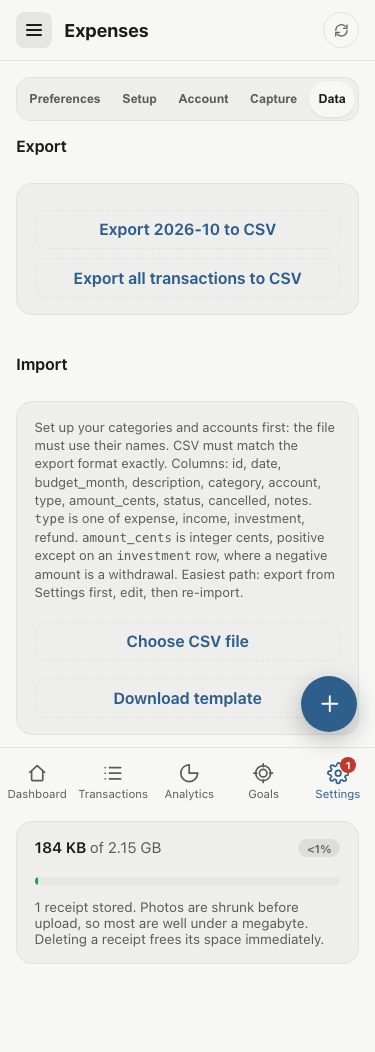 Expenses
Preferences Setup Account Capture Data
Export
Export 2026-10 to CSV
Export all transactions to CSV
Import
Set up your categories and accounts first: the file
must use their names. CSV must match the
export format exactly. Columns: id, date,
budget_month, description, category, account,
type, amount_cents, status, cancelled, notes.
type is one of expense, income, investment,
refund. amount_cents is integer cents, positive
except on an investment row, where a negative
amount is a withdrawal. Easiest path: export from
Settings first, edit, then re-import.
Choose CSV file
Download template
1
Dashboard Transactions Analytics Goals Settings
184 KB of 2.15 GB <1%
1 receipt stored. Photos are shrunk before
upload, so most are well under a megabyte.
Deleting a receipt frees its space immediately.